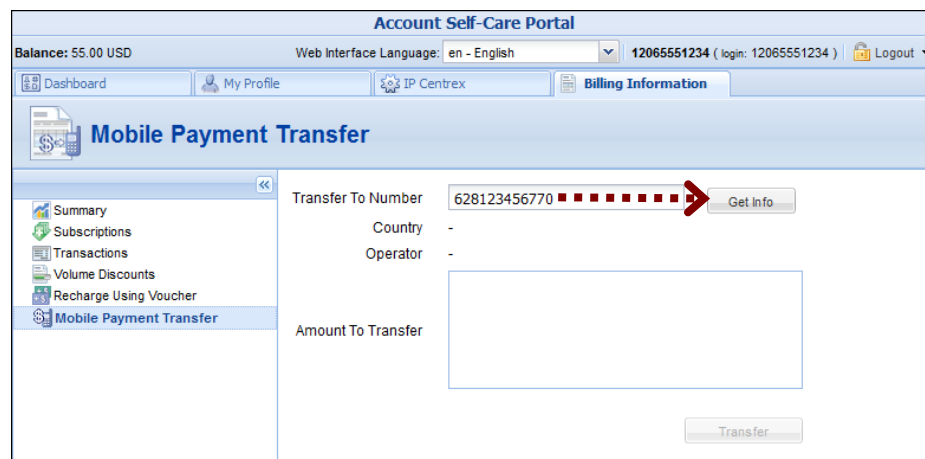 Account Self-Care Portal
Balance: 55.00 USD Web Interface Language: en - English 12065551234 ( login: 12065551234 ) Logout
Dashboard My Profile IP Centrex Billing Information
Mobile Payment Transfer
Summary
Subscriptions
Transactions
Volume Discounts
Recharge Using Voucher
Mobile Payment Transfer
Transfer To Number 628123456770 Get Info
Country -
Operator -
Amount To Transfer
Transfer